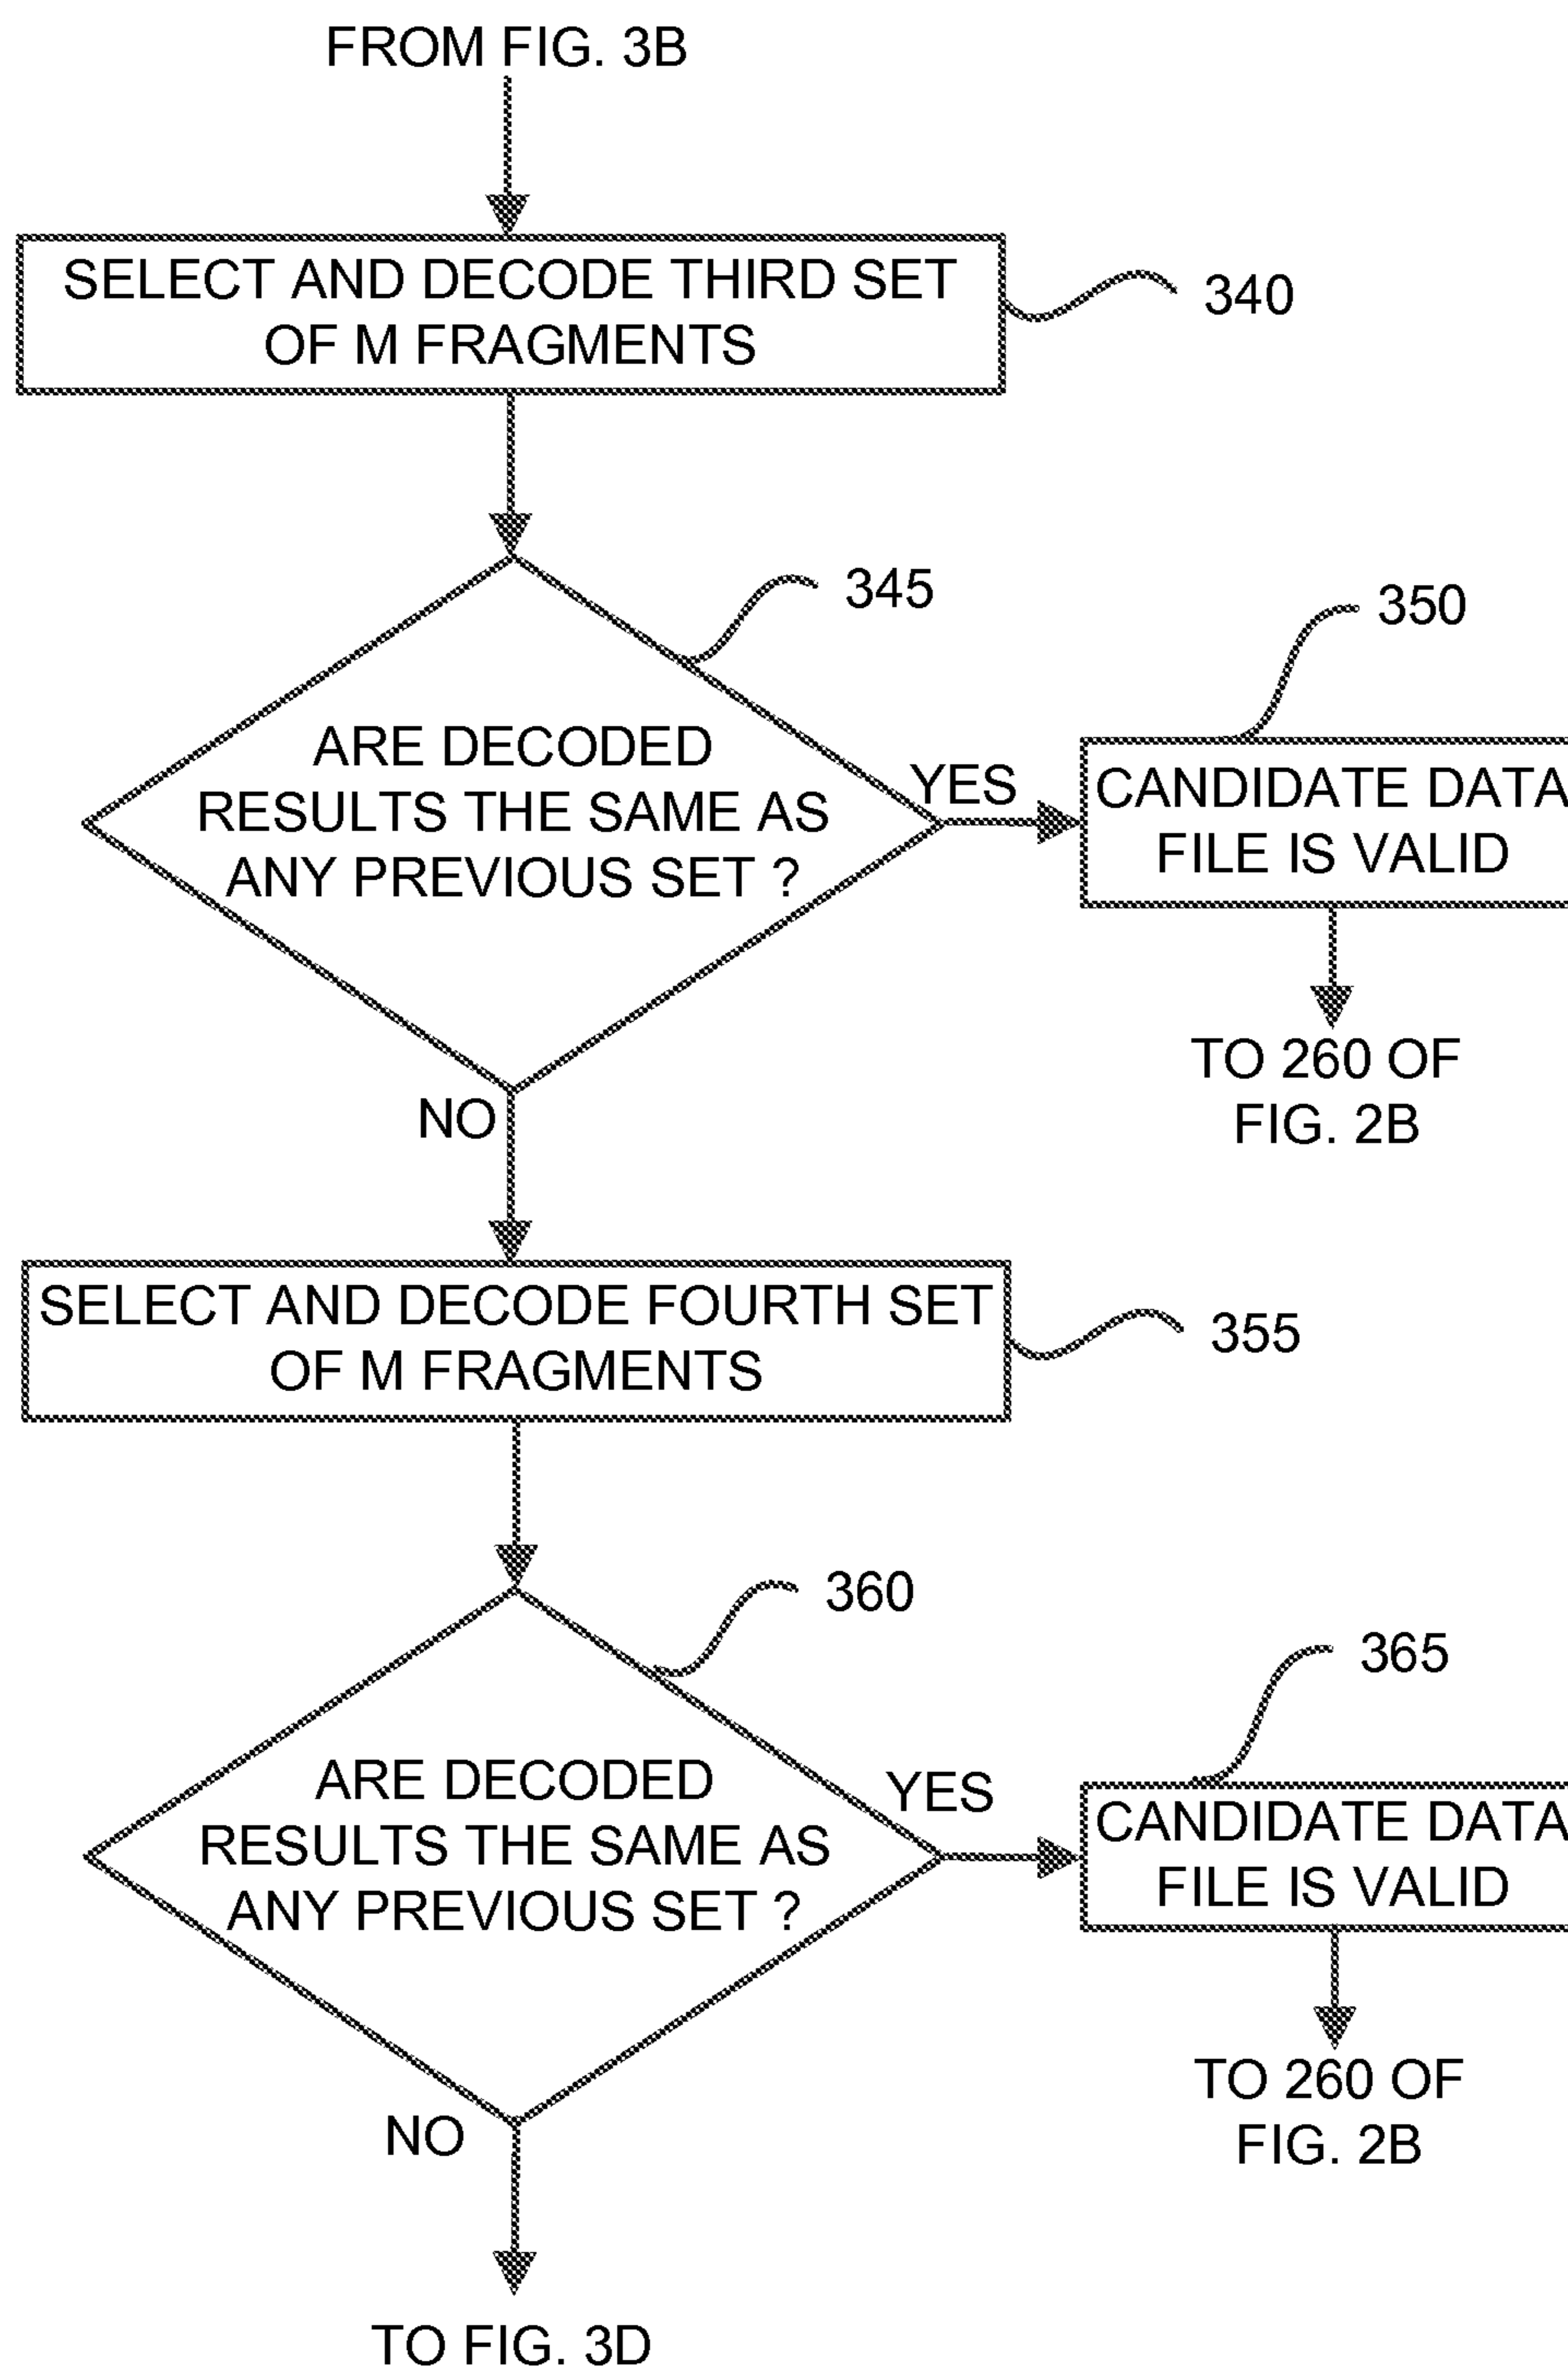 FROM FIG. 3B
SELECT AND DECODE THIRD SET
OF M FRAGMENTS
340
345
350
ARE DECODED
RESULTS THE SAME AS
ANY PREVIOUS SET ?
YES
CANDIDATE DATA
FILE IS VALID
TO 260 OF
FIG. 2B
NO
SELECT AND DECODE FOURTH SET
OF M FRAGMENTS
355
360
365
ARE DECODED
RESULTS THE SAME AS
ANY PREVIOUS SET ?
YES
CANDIDATE DATA
FILE IS VALID
TO 260 OF
FIG. 2B
NO
TO FIG. 3D